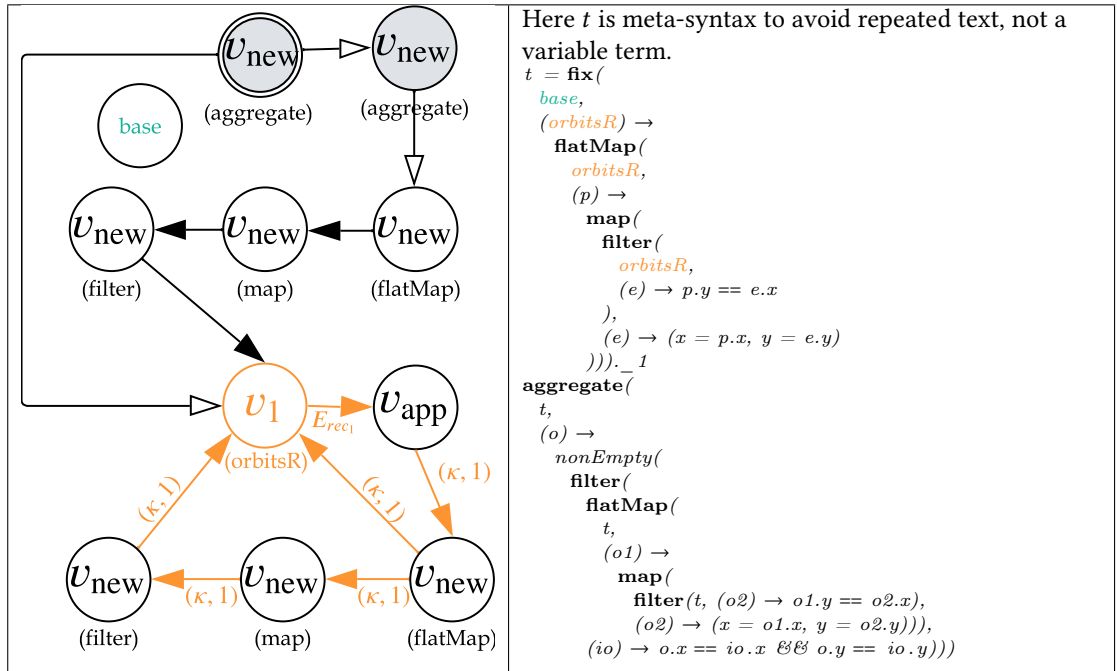 v_new
v_new
(aggregate)
(aggregate)
base
v_new
v_new
v_new
(filter)
(map)
(flatMap)
v_1
E_rec_1
v_app
(orbitsR)
(κ, 1)
(κ, 1)
(κ, 1)
v_new
(κ, 1)
v_new
(κ, 1)
v_new
(filter)
(map)
(flatMap)
Here t is meta-syntax to avoid repeated text, not a
variable term.
t = fix(
base,
(orbitsR) →
flatMap(
orbitsR,
(p) →
map(
filter(
orbitsR,
(e) → p.y == e.x
),
(e) → (x = p.x, y = e.y)
)))._1
aggregate(
t,
(o) →
nonEmpty(
filter(
flatMap(
t,
(o1) →
map(
filter(t, (o2) → o1.y == o2.x),
(o2) → (x = o1.x, y = o2.y))),
(io) → o.x == io.x && o.y == io.y)))